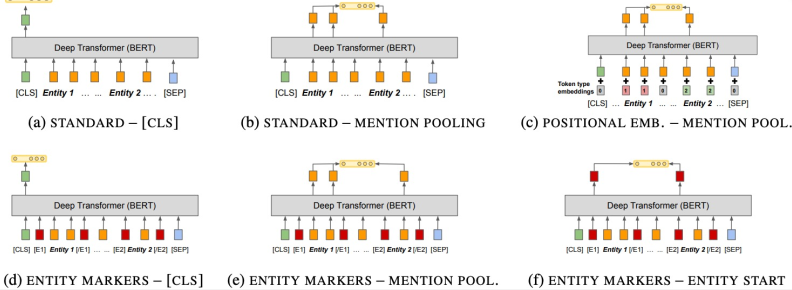 Deep Transformer (BERT)
[CLS] Entity 1 ... ... Entity 2 ... . [SEP]
(a) STANDARD – [CLS]
Deep Transformer (BERT)
[CLS] Entity 1 ... ... Entity 2 ... . [SEP]
(b) STANDARD – MENTION POOLING
Deep Transformer (BERT)
Token type
embeddings
0 1 1 0 2 2 0
[CLS] ... Entity 1 ... Entity 2 ... [SEP]
(c) POSITIONAL EMB. – MENTION POOL.
Deep Transformer (BERT)
[CLS] [E1] Entity 1 [/E1] ... ... [E2] Entity 2 [/E2] [SEP]
(d) ENTITY MARKERS – [CLS]
Deep Transformer (BERT)
[CLS] [E1] Entity 1 [/E1] ... ... [E2] Entity 2 [/E2] [SEP]
(e) ENTITY MARKERS – MENTION POOL.
Deep Transformer (BERT)
[CLS] [E1] Entity 1 [/E1] ... ... [E2] Entity 2 [/E2] [SEP]
(f) ENTITY MARKERS – ENTITY START